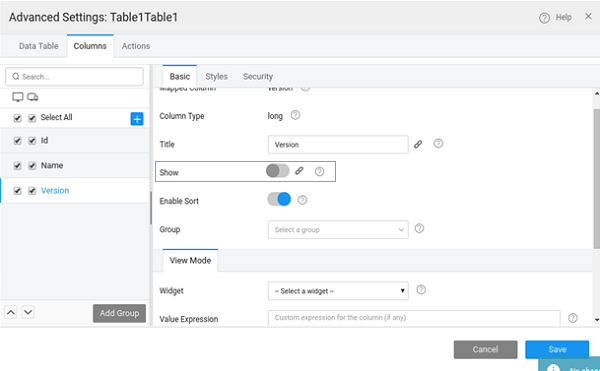 Advanced Settings: Table1Table1
Help
Data Table Columns Actions
Search...
Basic Styles Security
Mapped Column version
Select All
Column Type long
Id
Title Version
Name
Show
Version
Enable Sort
Group Select a group
View Mode
Widget -- Select a widget --
Add Group
Value Expression Custom expression for the column (if any)
Cancel Save
No chan